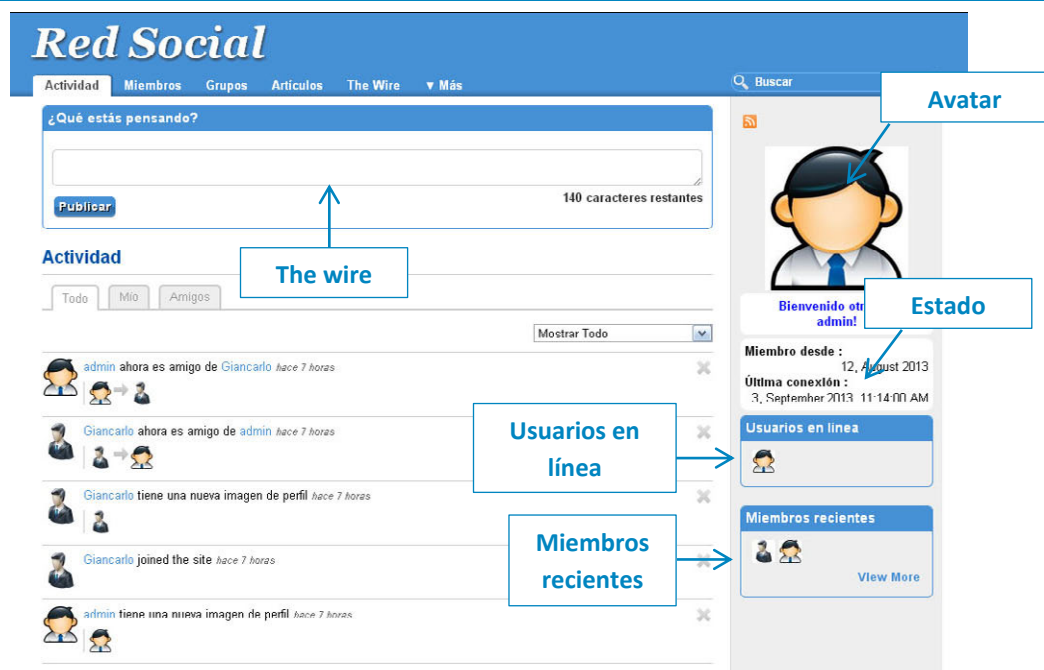 Red Social
Actividad Miembros Grupos Artículos The Wire ▼ Más
Buscar
Avatar
¿Qué estás pensando?
140 caracteres restantes
Publicar
The wire
Actividad
Todo Mío Amigos
Mostrar Todo
admin ahora es amigo de Giancarlo hace 7 horas
Giancarlo ahora es amigo de admin hace 7 horas
Giancarlo tiene una nueva imagen de perfil hace 7 horas
Giancarlo joined the site hace 7 horas
admin tiene una nueva imagen de perfil hace 7 horas
Bienvenido
admin!
Estado
Miembro desde :
12, August 2013
Última conexión :
3, September 2013 11:14:00 AM
Usuarios en
línea
Usuarios en línea
Miembros
recientes
Miembros recientes
View More